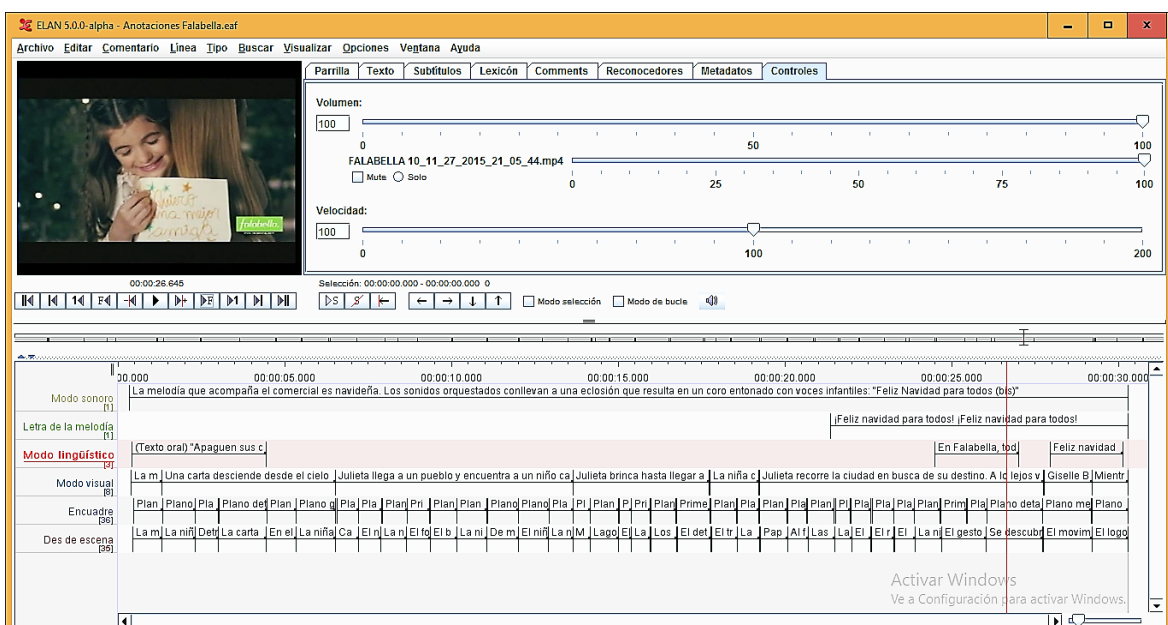 ELAN 5.0.0-alpha - Anotaciones Falabella.eaf
Archivo Editar Comentario Línea Tipo Buscar Visualizar Opciones Ventana Ayuda
Parrilla Texto Subtítulos Lexicón Comments Reconocedores Metadatos Controles
Volumen:
100
0 50 100
FALABELLA 10_11_27_2015_21_05_44.mp4
Mute Solo
0 25 50 75 100
Velocidad:
100
0 100 200
Quiero
una mejor
amiga
falabella.
00:00:26.645
Selección: 00:00:00.000 - 00:00:00.000 0
Modo selección Modo de bucle
00.000 00:00:05.000 00:00:10.000 00:00:15.000 00:00:20.000 00:00:25.000 00:00:30.000
Modo sonoro [1] La melodía que acompaña el comercial es navideña. Los sonidos orquestados conllevan a una eclosión que resulta en un coro entonado con voces infantiles: "Feliz Navidad para todos (bis)"
Letra de la melodía [1] ¡Feliz navidad para todos! ¡Feliz navidad para todos!
Modo lingüístico [3] (Texto oral) "Apaguen sus c En Falabella, tod Feliz navidad
Modo visual [8] La m Una carta desciende desde el cielo Julieta llega a un pueblo y encuentra a un niño ca Julieta brinca hasta llegar a La niña c Julieta recorre la ciudad en busca de su destino. A lo lejos v Giselle B Mientr
Encuadre [36] Plan Plano Pla Plano det Plan Plano g Pla Pla Plan Pri Plan Plan Plano Plano Pla Pl Plan P Pri Plan Prime Plan Plano Pla Pla Plan Pl Pla Pla Pla Plan Prim Pla Plano deta Plano me Plano
Des de escena [35] La m La niñ Detr La carta En el La niña Ca El n La n El fo El b La ni De m El niñ La n M Lago El La Los El det El tr La Pap Al f Las La El El r El La ni El gesto Se descubr El movim El logo
Activar Windows
Ve a Configuración para activar Windows.